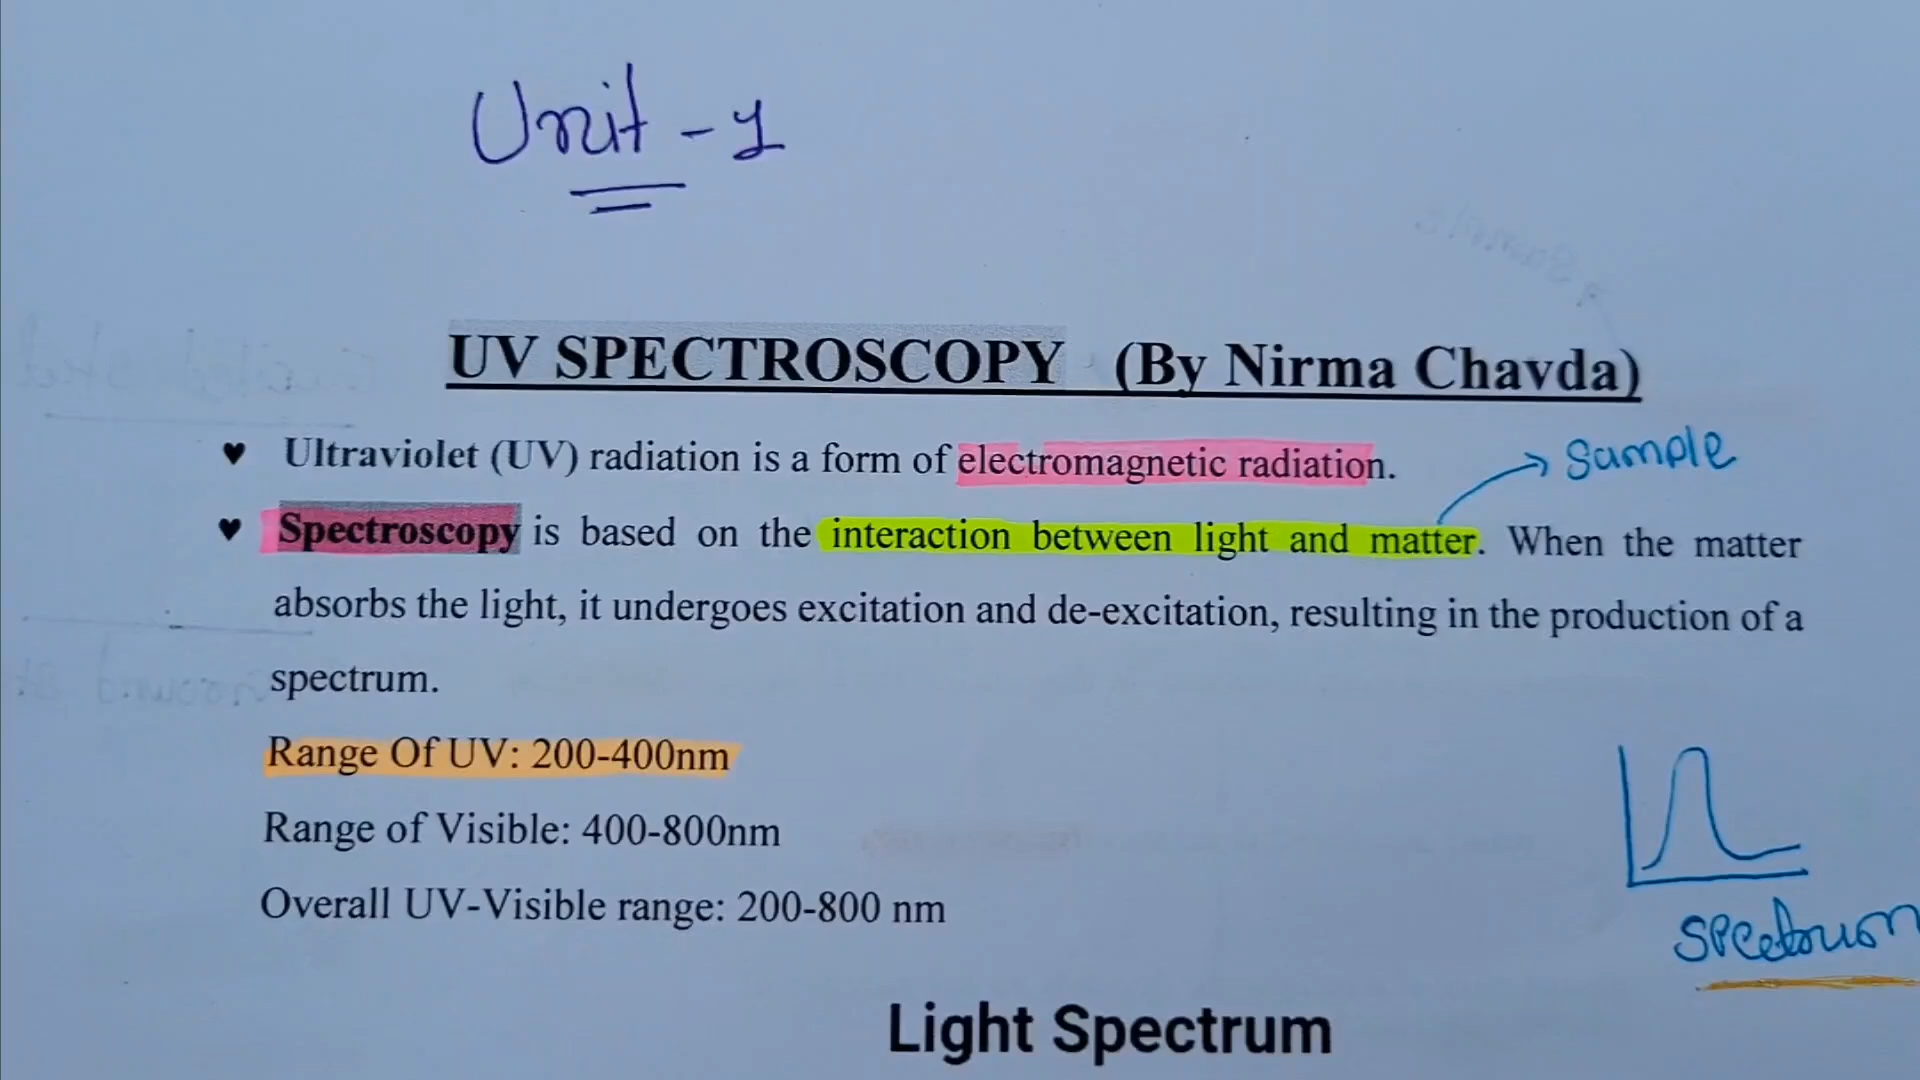 Unit - 1
UV SPECTROSCOPY (By Nirma Chavda)
♥ Ultraviolet (UV) radiation is a form of electromagnetic radiation.
Sample
♥ Spectroscopy is based on the interaction between light and matter. When the matter
absorbs the light, it undergoes excitation and de-excitation, resulting in the production of a
spectrum.
Range Of UV: 200-400nm
Range of Visible: 400-800nm
Overall UV-Visible range: 200-800 nm
Spectrum
Light Spectrum